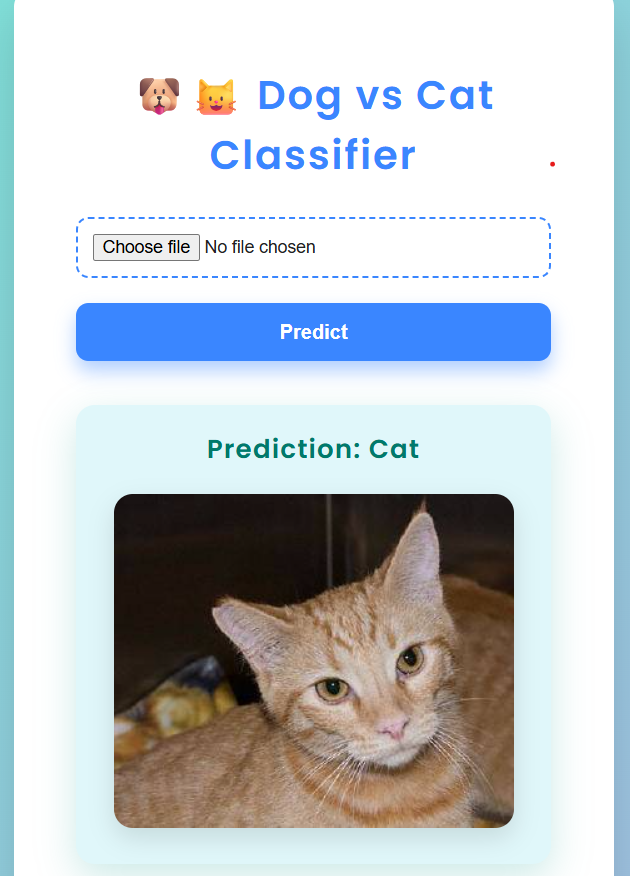 Dog vs Cat
Classifier
Choose file No file chosen
Predict
Prediction: Cat